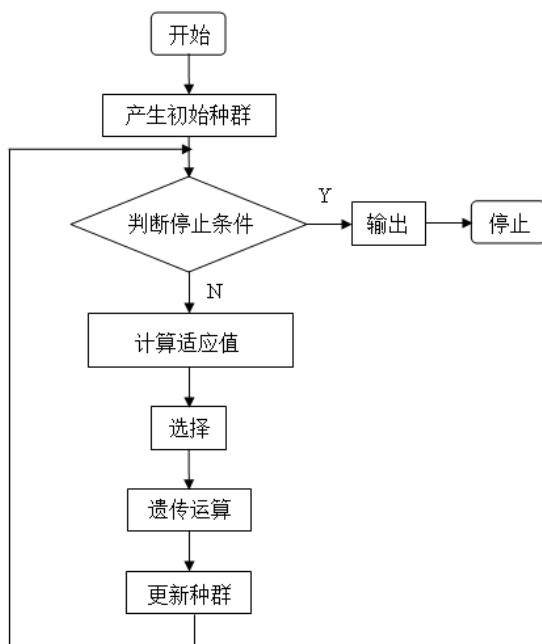 开始
产生初始种群
判断停止条件
Y
输出
停止
N
计算适应值
选择
遗传运算
更新种群